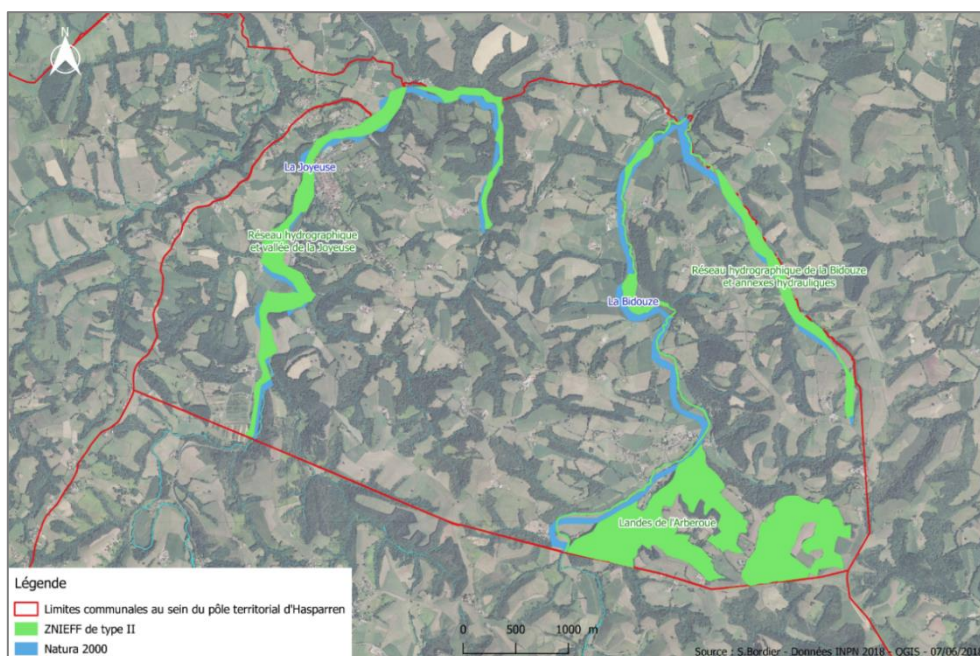 N
La Joyeuse
Réseau hydrographique
et vallée de la Joyeuse
Réseau hydrographique de la Bidouze
et annexes hydrauliques
La Bidouze
Landes de l'Arberoue
Légende
Limites communales au sein du pôle territorial d'Hasparren
ZNIEFF de type II
Natura 2000
0 500 1000 m
Source : S.Bordier - Données INPN 2018 - QGIS -